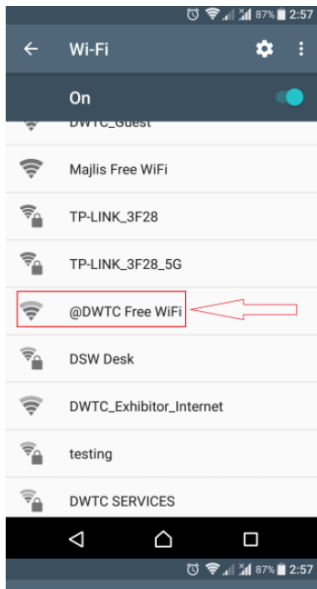 87% 2:57
Wi-Fi
On
DWTC_Guest
Majlis Free WiFi
TP-LINK_3F28
TP-LINK_3F28_5G
@DWTC Free WiFi
DSW Desk
DWTC_Exhibitor_Internet
testing
DWTC SERVICES
87% 2:57